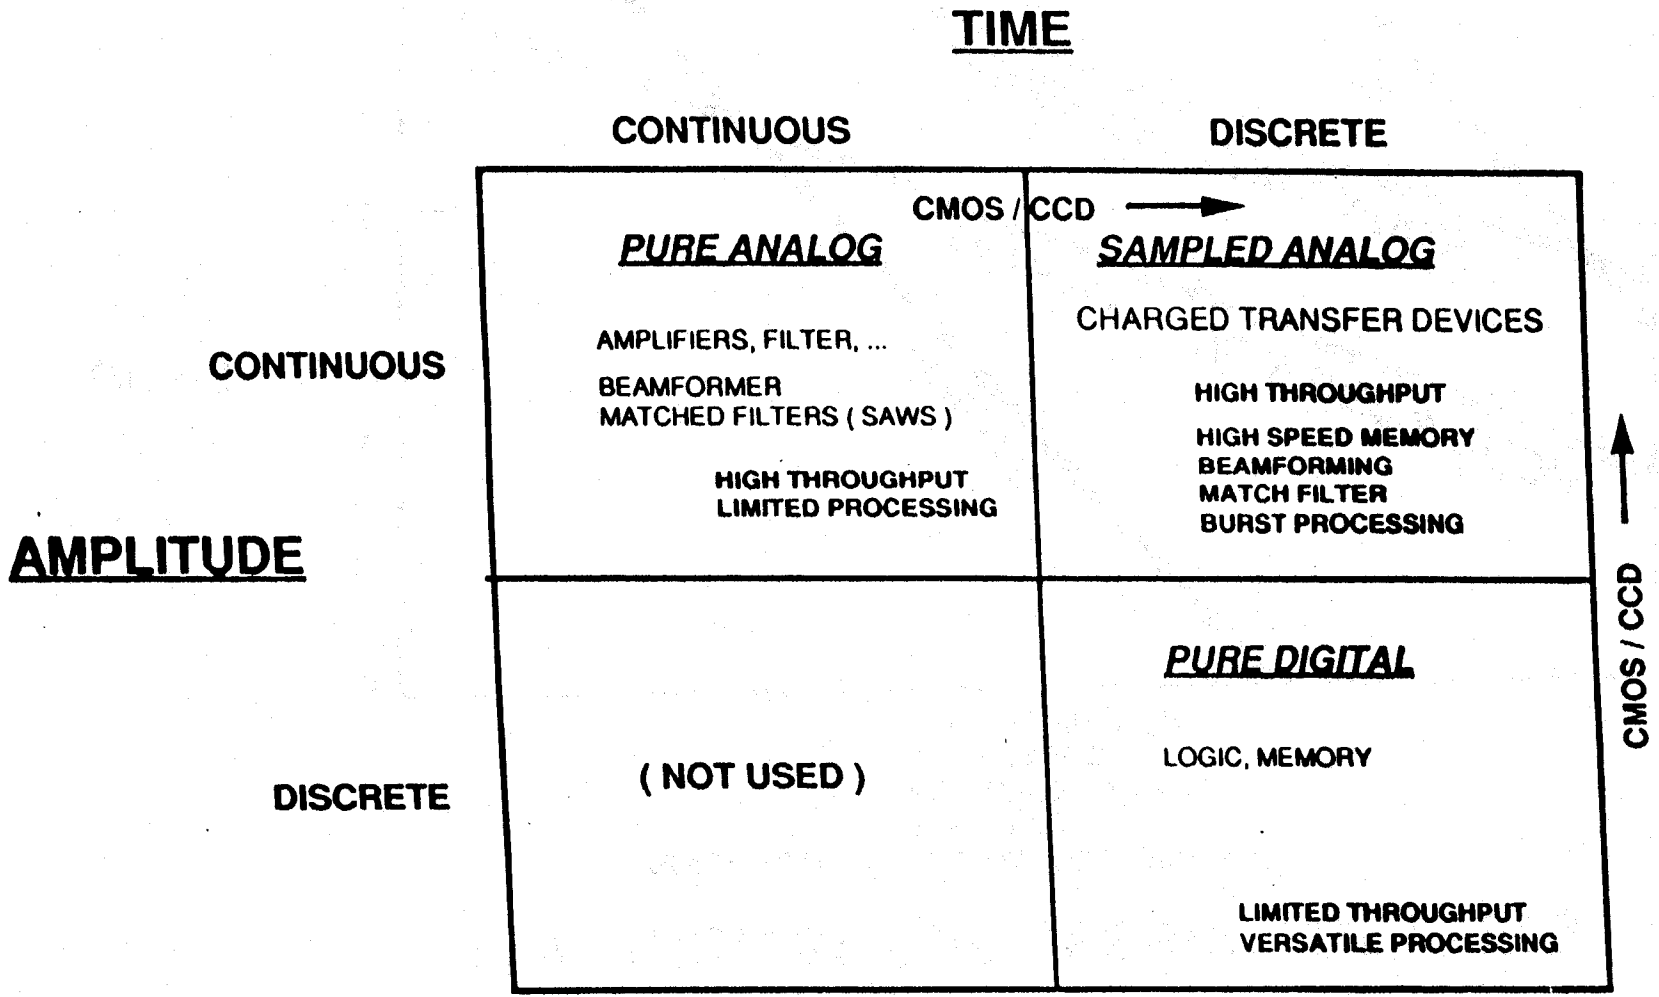 TIME
CONTINUOUS
DISCRETE
CMOS / CCD
PURE ANALOG
SAMPLED ANALOG
CHARGED TRANSFER DEVICES
AMPLIFIERS, FILTER, ...
CONTINUOUS
BEAMFORMER
MATCHED FILTERS ( SAWS )
HIGH THROUGHPUT
LIMITED PROCESSING
HIGH THROUGHPUT
HIGH SPEED MEMORY
BEAMFORMING
MATCH FILTER
BURST PROCESSING
AMPLITUDE
CMOS / CCD
PURE DIGITAL
LOGIC, MEMORY
( NOT USED )
DISCRETE
LIMITED THROUGHPUT
VERSATILE PROCESSING